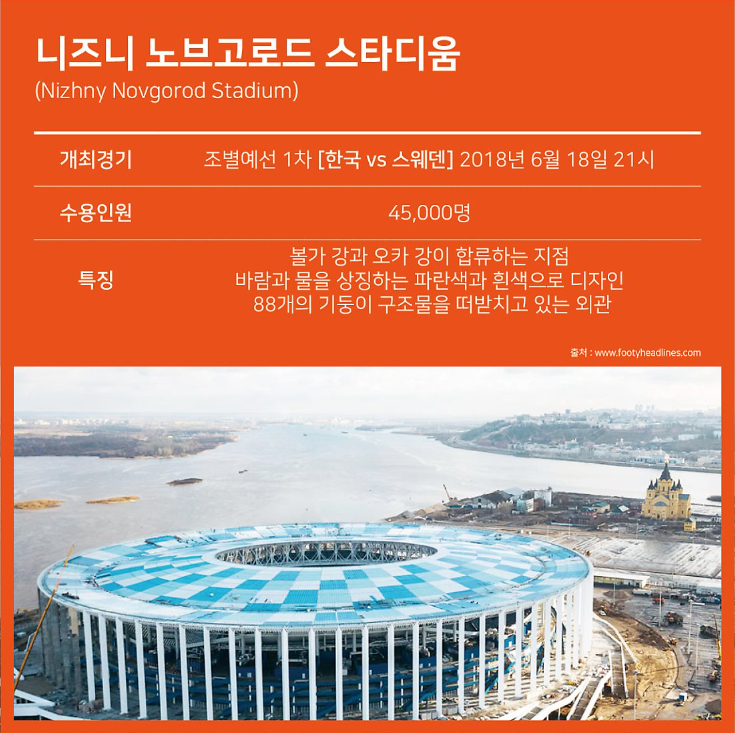 니즈니 노브고로드 스타디움
(Nizhny Novgorod Stadium)
개최경기 조별예선 1차 [한국 vs 스웨덴] 2018년 6월 18일 21시
수용인원 45,000명
볼가 강과 오카 강이 합류하는 지점
특징 바람과 물을 상징하는 파란색과 흰색으로 디자인
88개의 기둥이 구조물을 떠받치고 있는 외관
출처 : www.footyheadlines.com